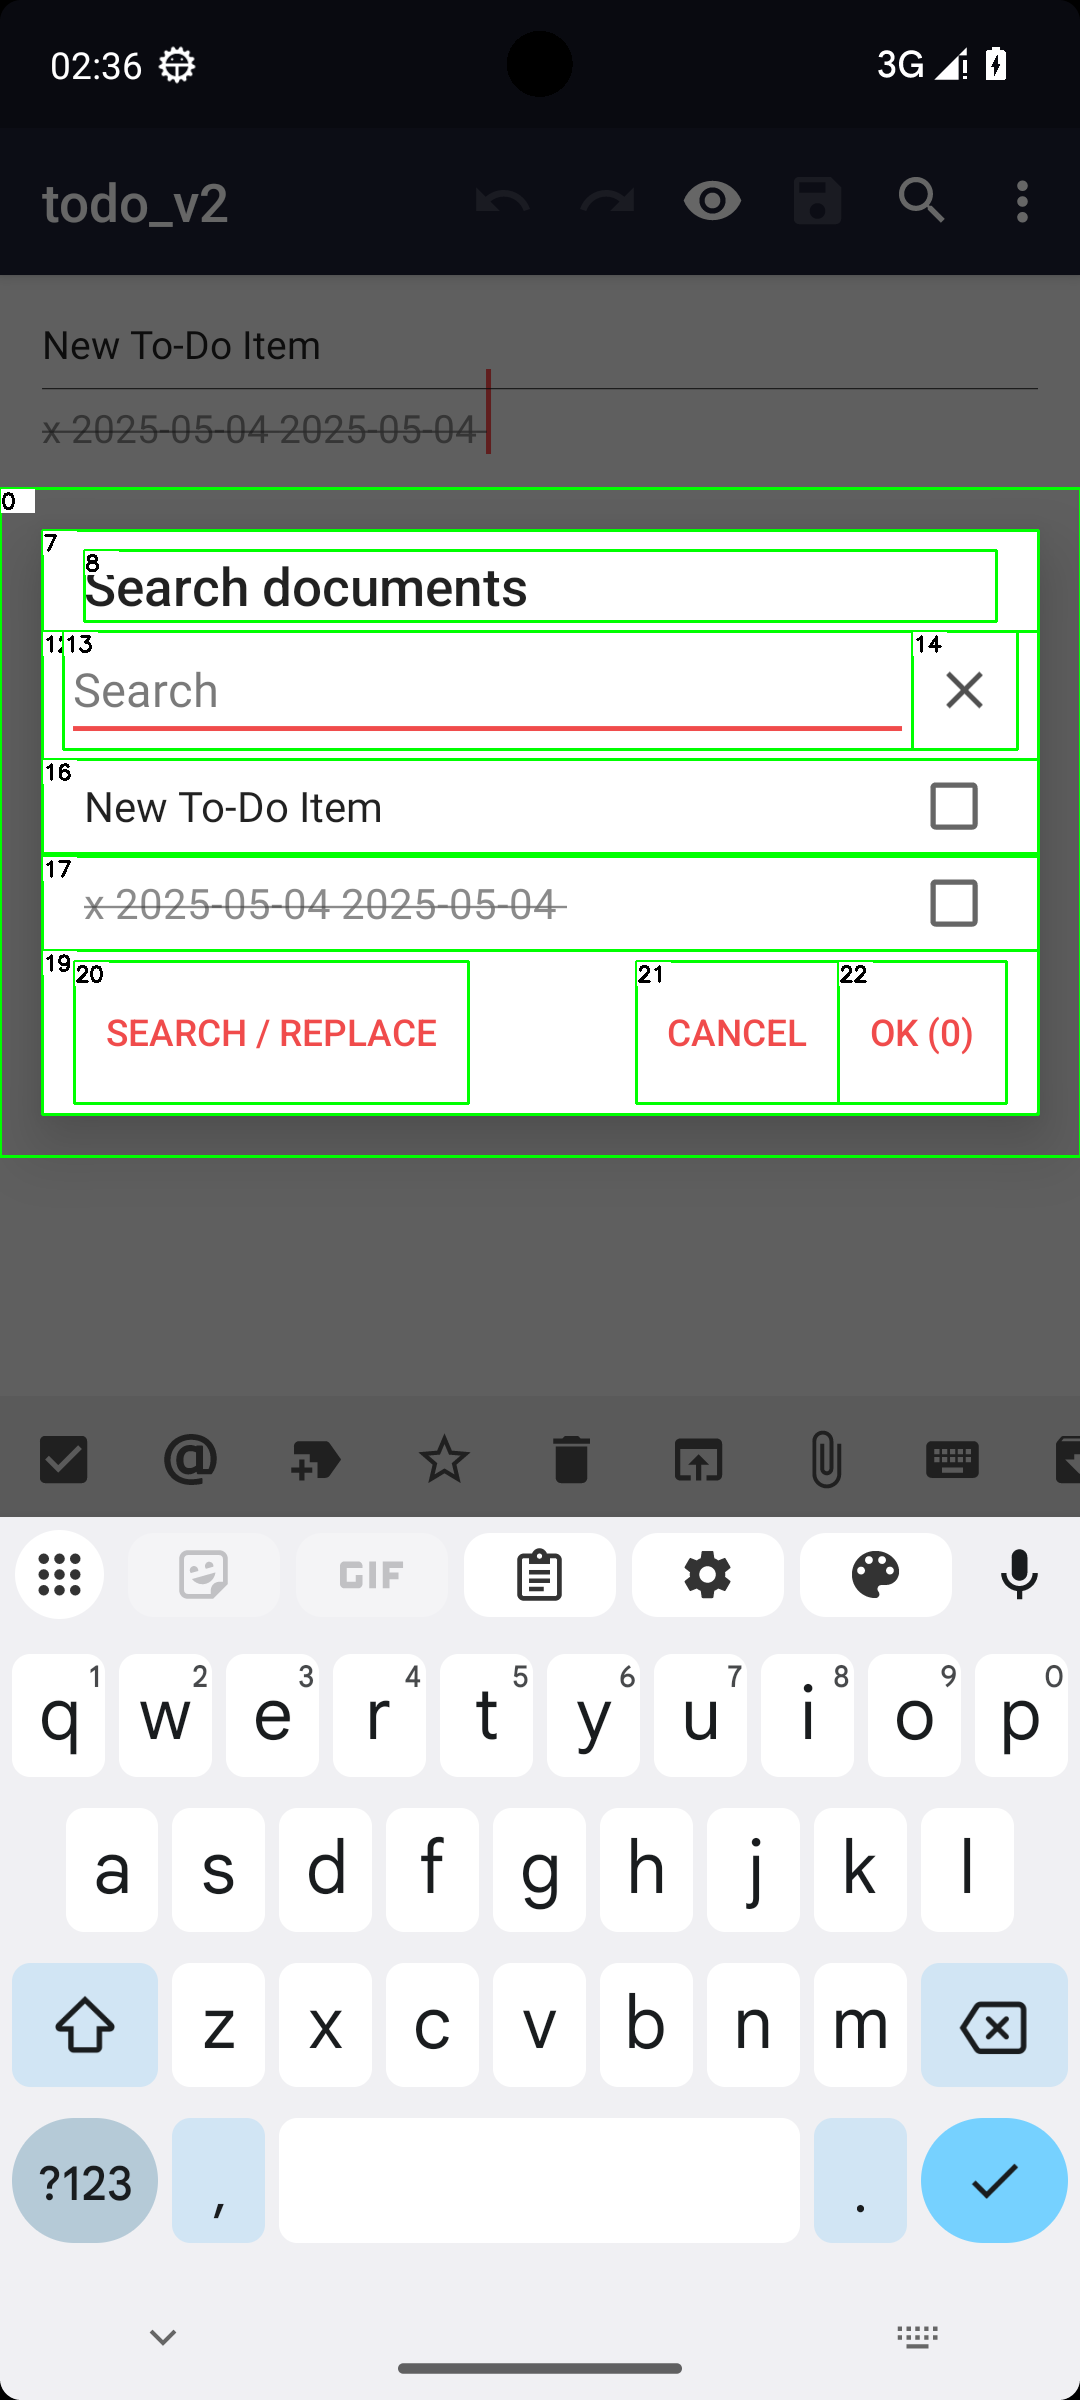 02:36
3G
todo_v2
New To-Do Item
x 2025-05-04 2025-05-04
0
7
8
Search documents
12
13
Search
14
16
New To-Do Item
17
x 2025-05-04 2025-05-04
19
20
SEARCH / REPLACE
21
CANCEL
22
OK (0)
GIF
q 1 w 2 e 3 r 4 t 5 y 6 u 7 i 8 o 9 p 0
a s d f g h j k l
z x c v b n m
?123 , .